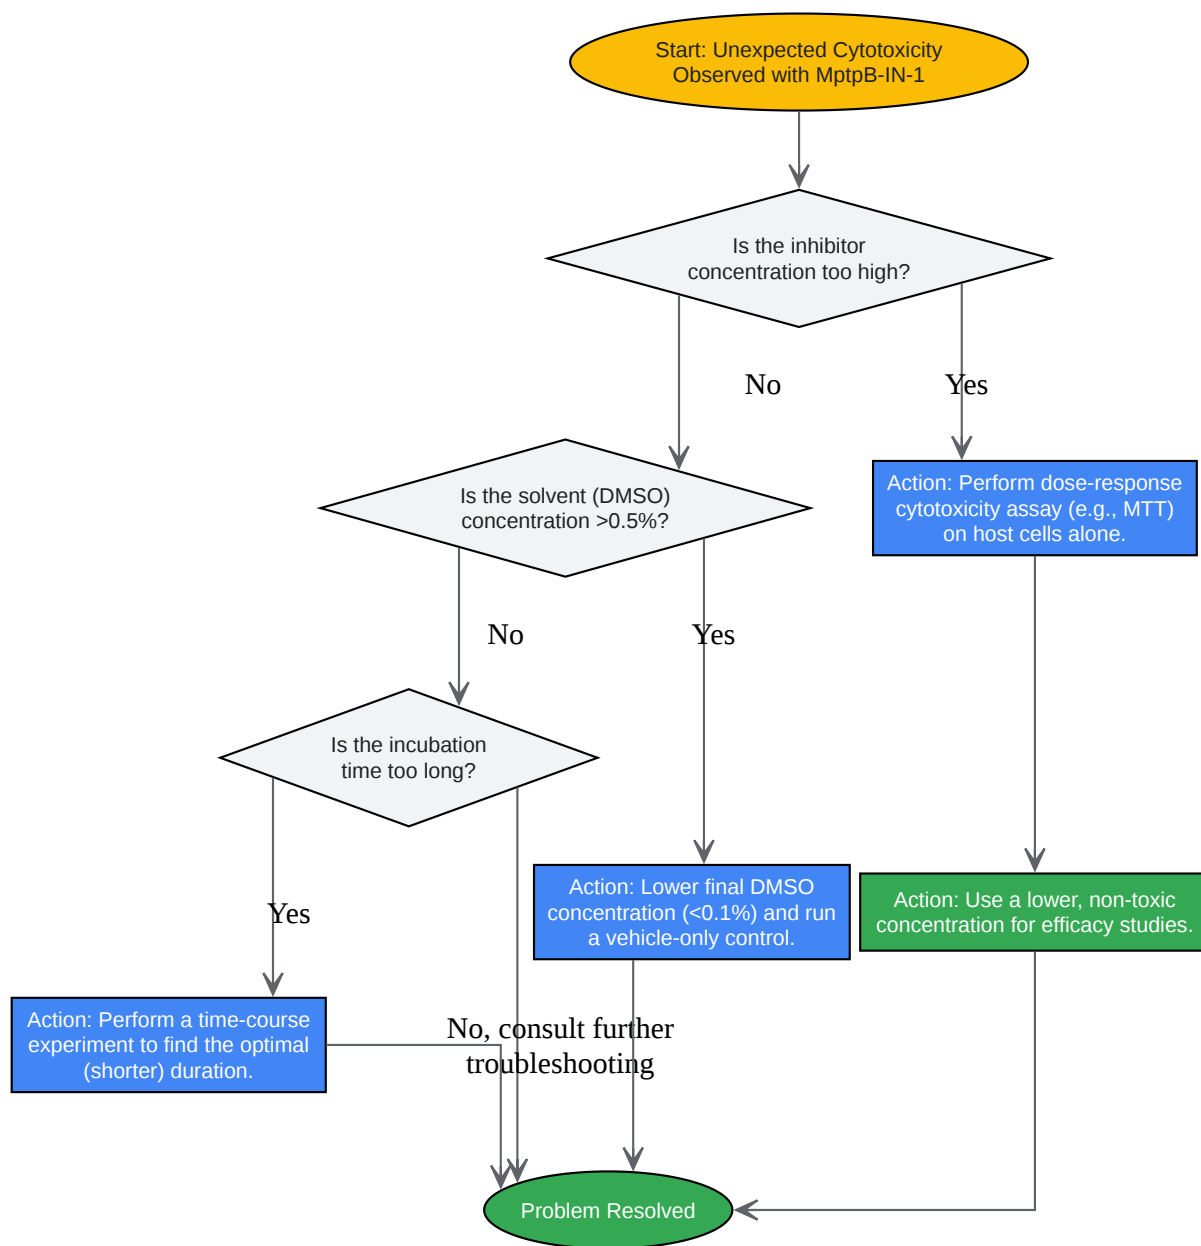 Start: Unexpected Cytotoxicity
Observed with MptpB-IN-1
Is the inhibitor
concentration too high?
No
Yes
Is the solvent (DMSO)
concentration >0.5%?
Action: Perform dose-response
cytotoxicity assay (e.g., MTT)
on host cells alone.
No
Yes
Is the incubation
time too long?
Action: Lower final DMSO
concentration (<0.1%) and run
a vehicle-only control.
Action: Use a lower, non-toxic
concentration for efficacy studies.
Yes
Action: Perform a time-course
experiment to find the optimal
(shorter) duration.
No, consult further
troubleshooting
Problem Resolved